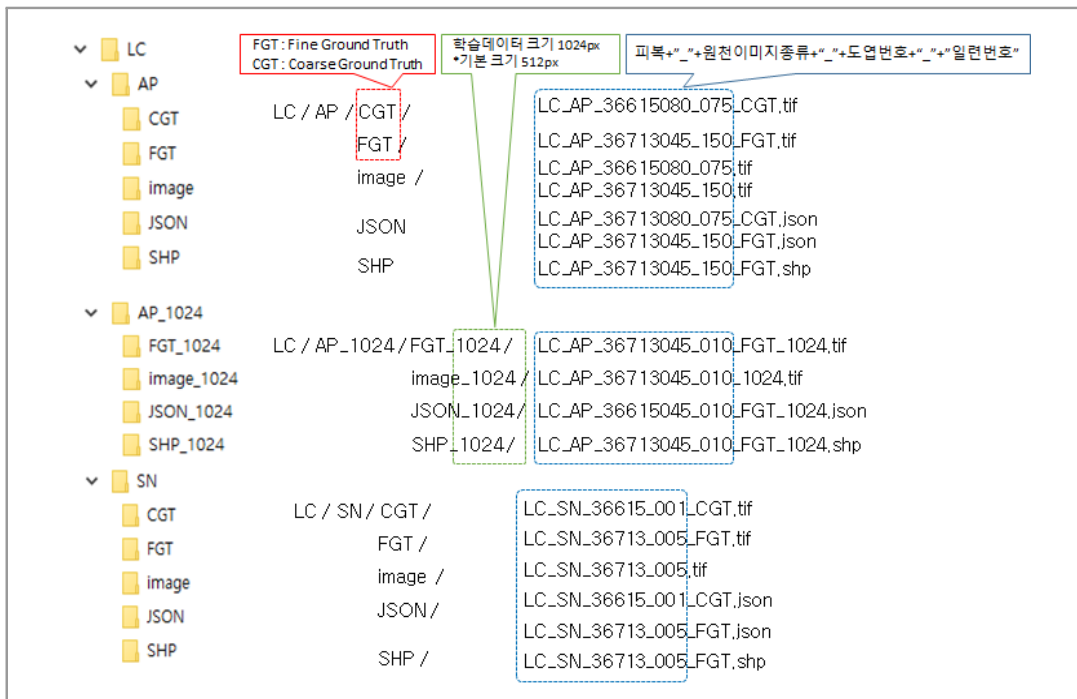 LC
AP
CGT
FGT
image
JSON
SHP
AP_1024
FGT_1024
image_1024
JSON_1024
SHP_1024
SN
CGT
FGT
image
JSON
SHP
FGT : Fine Ground Truth
CGT : Coarse Ground Truth
학습데이터 크기 1024px
*기본 크기 512px
피복+"_"+원천이미지종류+"_"+도엽번호+"_"+"일련번호"
LC / AP / CGT / LC_AP_36615080_075_CGT.tif
FGT / LC_AP_36713045_150_FGT.tif
image / LC_AP_36615080_075.tif
LC_AP_36713045_150.tif
JSON LC_AP_36713080_075_CGT.json
LC_AP_36713045_150_FGT.json
SHP LC_AP_36713045_150_FGT.shp
LC / AP_1024 / FGT_1024 / LC_AP_36713045_010_FGT_1024.tif
image_1024 / LC_AP_36713045_010_1024.tif
JSON_1024 / LC_AP_36615045_010_FGT_1024.json
SHP_1024 / LC_AP_36713045_010_FGT_1024.shp
LC / SN / CGT / LC_SN_36615_001_CGT.tif
FGT / LC_SN_36713_005_FGT.tif
image / LC_SN_36713_005.tif
JSON / LC_SN_36615_001_CGT.json
LC_SN_36713_005_FGT.json
SHP / LC_SN_36713_005_FGT.shp